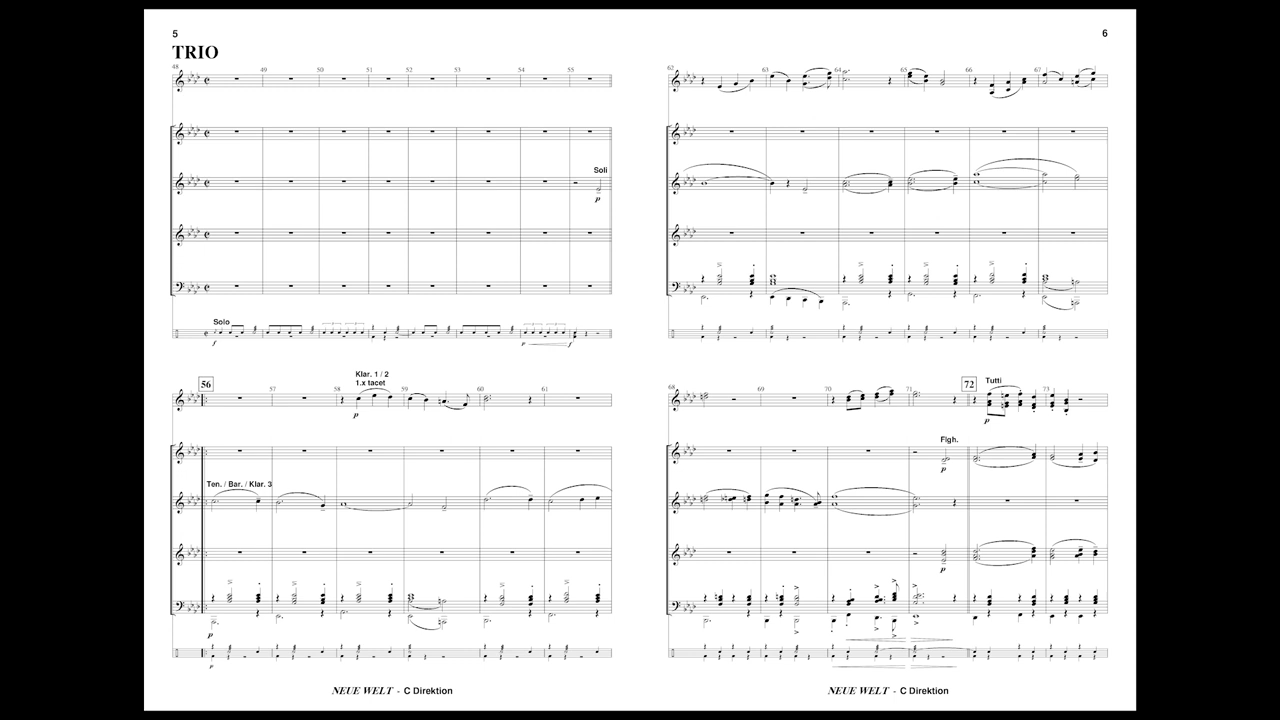 5
TRIO
48 49 50 51 52 53 54 55
Soli
p
Solo
f p f
56 57 58 59 60 61
Klar. 1 / 2
1.x tacet
p
Ten. / Bar. / Klar. 3
p
p
NEUE WELT - C Direktion
6
62 63 64 65 66 67
68 69 70 71 72 73
Tutti
p
Flgh.
p
p
NEUE WELT - C Direktion